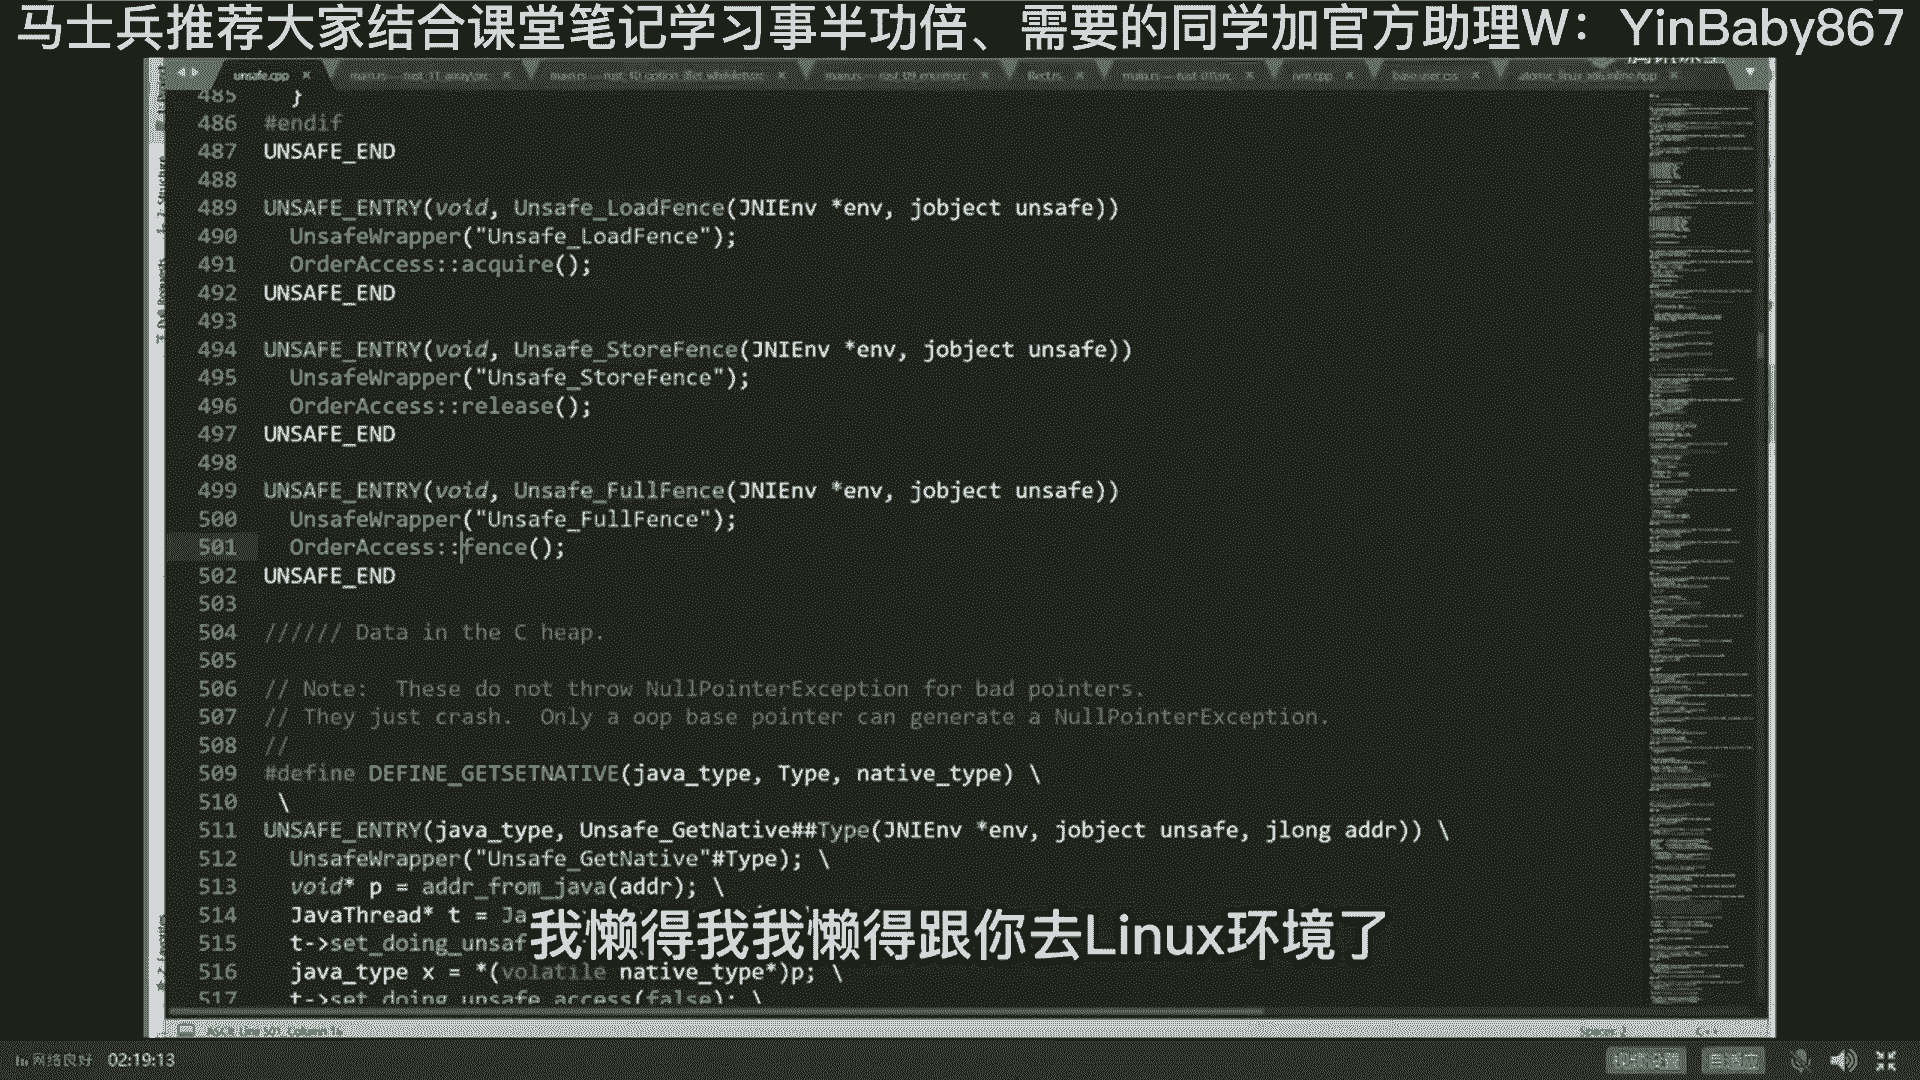 马士兵推荐大家结合课堂笔记学习事半功倍、需要的同学加官方助理W：YinBaby867
unsafe.cpp
485   }
486 #endif
487 UNSAFE_END
488
489 UNSAFE_ENTRY(void, Unsafe_LoadFence(JNIEnv *env, jobject unsafe))
490   UnsafeWrapper("Unsafe_LoadFence");
491   OrderAccess::acquire();
492 UNSAFE_END
493
494 UNSAFE_ENTRY(void, Unsafe_StoreFence(JNIEnv *env, jobject unsafe))
495   UnsafeWrapper("Unsafe_StoreFence");
496   OrderAccess::release();
497 UNSAFE_END
498
499 UNSAFE_ENTRY(void, Unsafe_FullFence(JNIEnv *env, jobject unsafe))
500   UnsafeWrapper("Unsafe_FullFence");
501   OrderAccess::fence();
502 UNSAFE_END
503
504 ////// Data in the C heap.
505
506 // Note:  These do not throw NullPointerException for bad pointers.
507 // They just crash.  Only a oop base pointer can generate a NullPointerException.
508 //
509 #define DEFINE_GETSETNATIVE(java_type, Type, native_type) \
510  \
511 UNSAFE_ENTRY(java_type, Unsafe_GetNative##Type(JNIEnv *env, jobject unsafe, jlong addr)) \
512   UnsafeWrapper("Unsafe_GetNative"#Type); \
513   void* p = addr_from_java(addr); \
514   JavaThread* t = Ja
515   t->set_doing_unsaf
516   java_type x = *(volatile native_type*)p; \
517   t->set_doing_unsafe_access(false); \
我懒得我我懒得跟你去Linux环境了
网络良好 02:19:13
视频设置 自适应